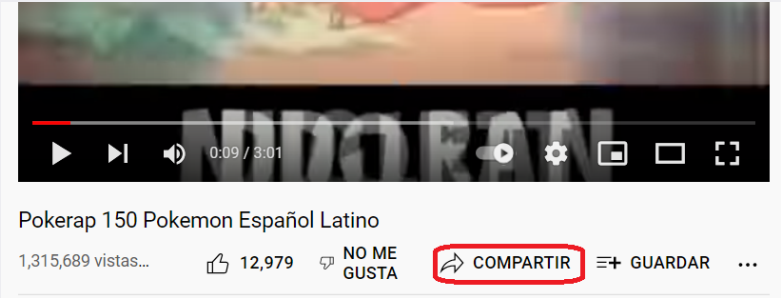 NIDORAN
0:09 / 3:01
Pokerap 150 Pokemon Español Latino
1,315,689 vistas...
12,979
NO ME
GUSTA
COMPARTIR
GUARDAR